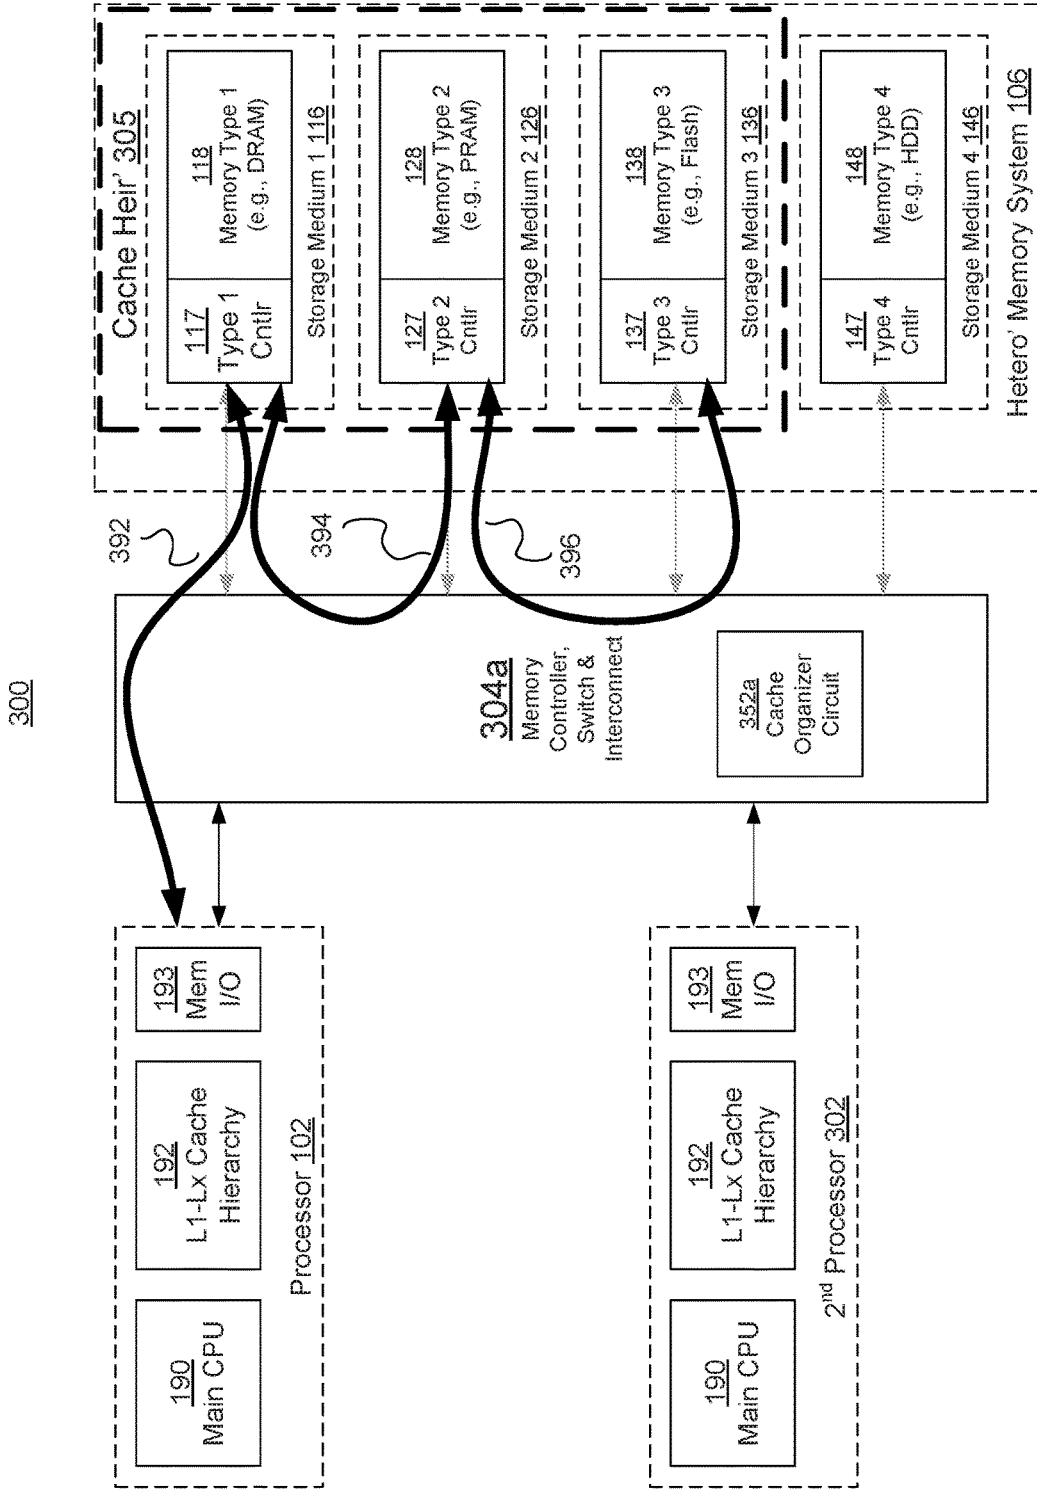 300
190
Main CPU
192
L1-Lx Cache
Hierarchy
193
Mem
I/O
Processor 102
190
Main CPU
192
L1-Lx Cache
Hierarchy
193
Mem
I/O
2nd Processor 302
304a
Memory
Controller,
Switch &
Interconnect
352a
Cache
Organizer
Circuit
392
394
396
Cache Heir' 305
117
Type 1
Cntlr
118
Memory Type 1
(e.g., DRAM)
Storage Medium 1 116
127
Type 2
Cntlr
128
Memory Type 2
(e.g., PRAM)
Storage Medium 2 126
137
Type 3
Cntlr
138
Memory Type 3
(e.g., Flash)
Storage Medium 3 136
147
Type 4
Cntlr
148
Memory Type 4
(e.g., HDD)
Storage Medium 4 146
Hetero' Memory System 106